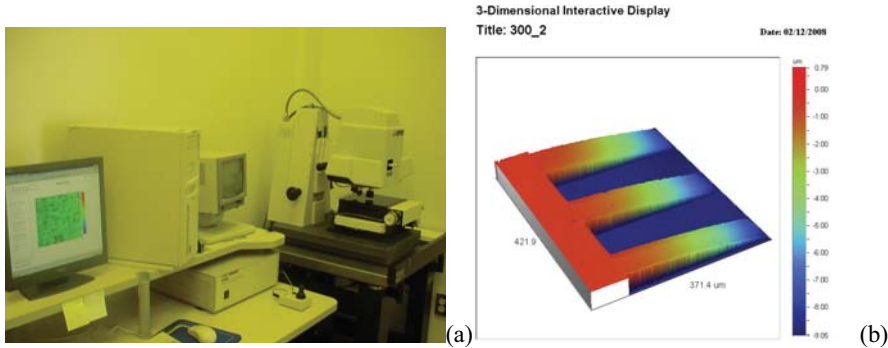 3-Dimensional Interactive Display
Title: 300_2
Date: 02/12/2008
um
0.79
0.00
-1.00
-2.00
-3.00
-4.00
-5.00
-6.00
-7.00
-8.00
-9.05
421.9
371.4 um
(a)
(b)